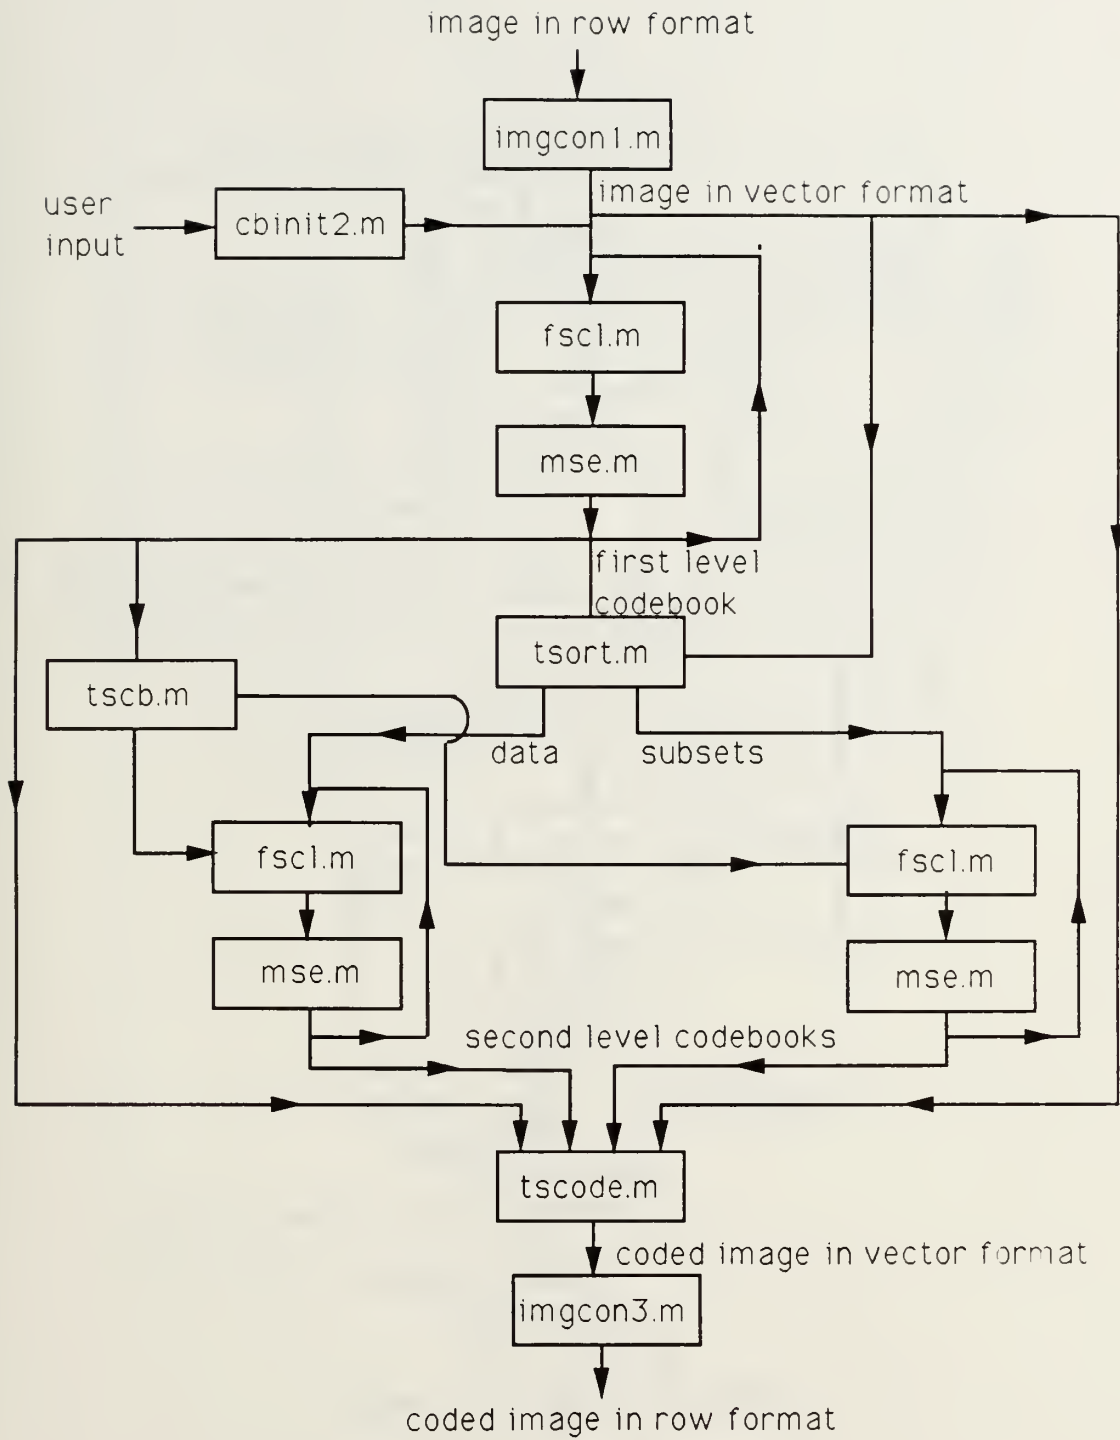 image in row format
imgcon1.m
image in vector format
user
input
cbinit2.m
fscl.m
mse.m
first level
codebook
tsort.m
tscb.m
data
subsets
fscl.m
fscl.m
mse.m
mse.m
second level codebooks
tscode.m
coded image in vector format
imgcon3.m
coded image in row format